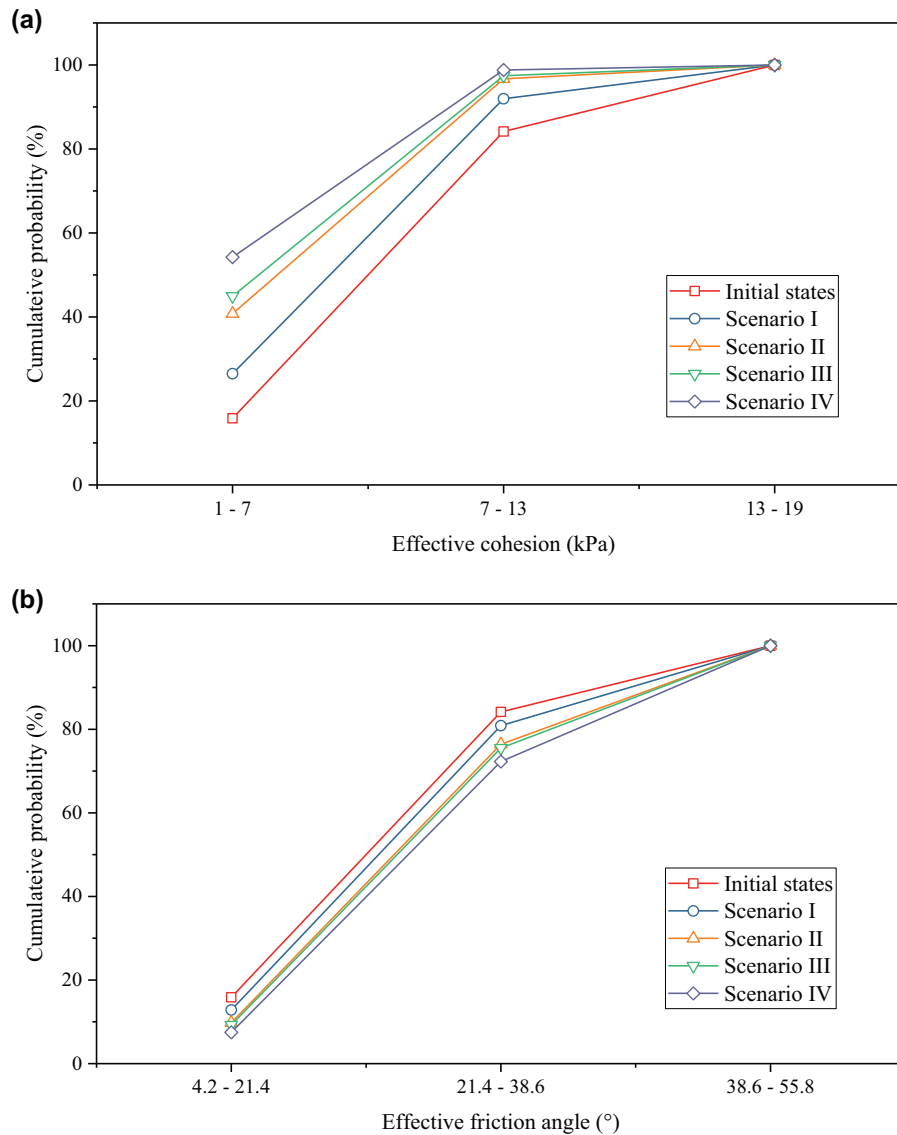 (a)
100
80
60
40
20
0
Cumulateive probability (%)
Initial states
Scenario I
Scenario II
Scenario III
Scenario IV
1 - 7
7 - 13
13 - 19
Effective cohesion (kPa)
(b)
100
80
60
40
20
0
Cumulateive probability (%)
Initial states
Scenario I
Scenario II
Scenario III
Scenario IV
4.2 - 21.4
21.4 - 38.6
38.6 - 55.8
Effective friction angle (°)